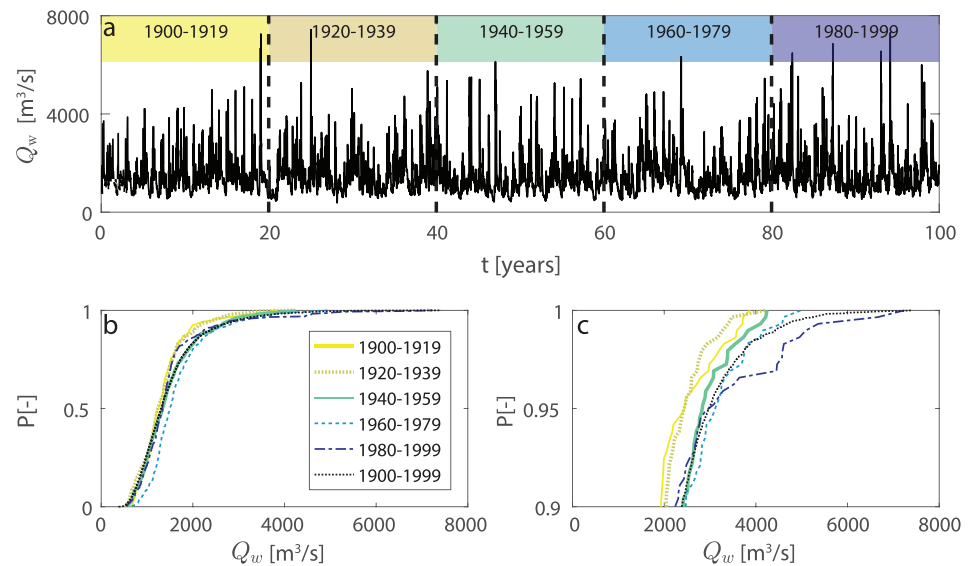 a
1900-1919 1920-1939 1940-1959 1960-1979 1980-1999
8000
4000
0
Q_w [m³/s]
0 20 40 60 80 100
t [years]
b
1
0.5
0
P[-]
1900-1919
1920-1939
1940-1959
1960-1979
1980-1999
1900-1999
0 2000 4000 6000 8000
Q_w [m³/s]
c
1
0.95
0.9
P[-]
2000 4000 6000 8000
Q_w [m³/s]